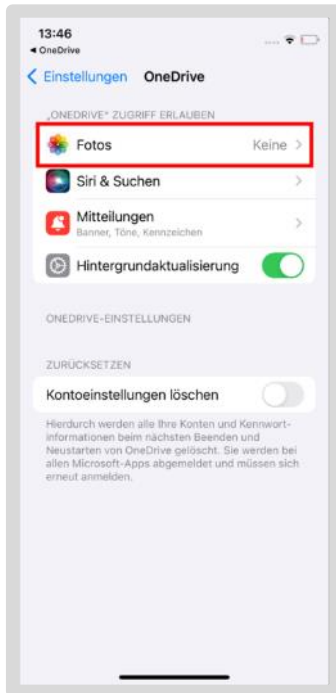 13:46
◀ OneDrive
Einstellungen OneDrive
„ONEDRIVE“ ZUGRIFF ERLAUBEN
Fotos Keine
Siri & Suchen
Mitteilungen
Banner, Töne, Kennzeichen
Hintergrundaktualisierung
ONEDRIVE-EINSTELLUNGEN
ZURÜCKSETZEN
Kontoeinstellungen löschen
Hierdurch werden alle Ihre Konten und Kennwort-
informationen beim nächsten Beenden und
Neustarten von OneDrive gelöscht. Sie werden bei
allen Microsoft-Apps abgemeldet und müssen sich
erneut anmelden.